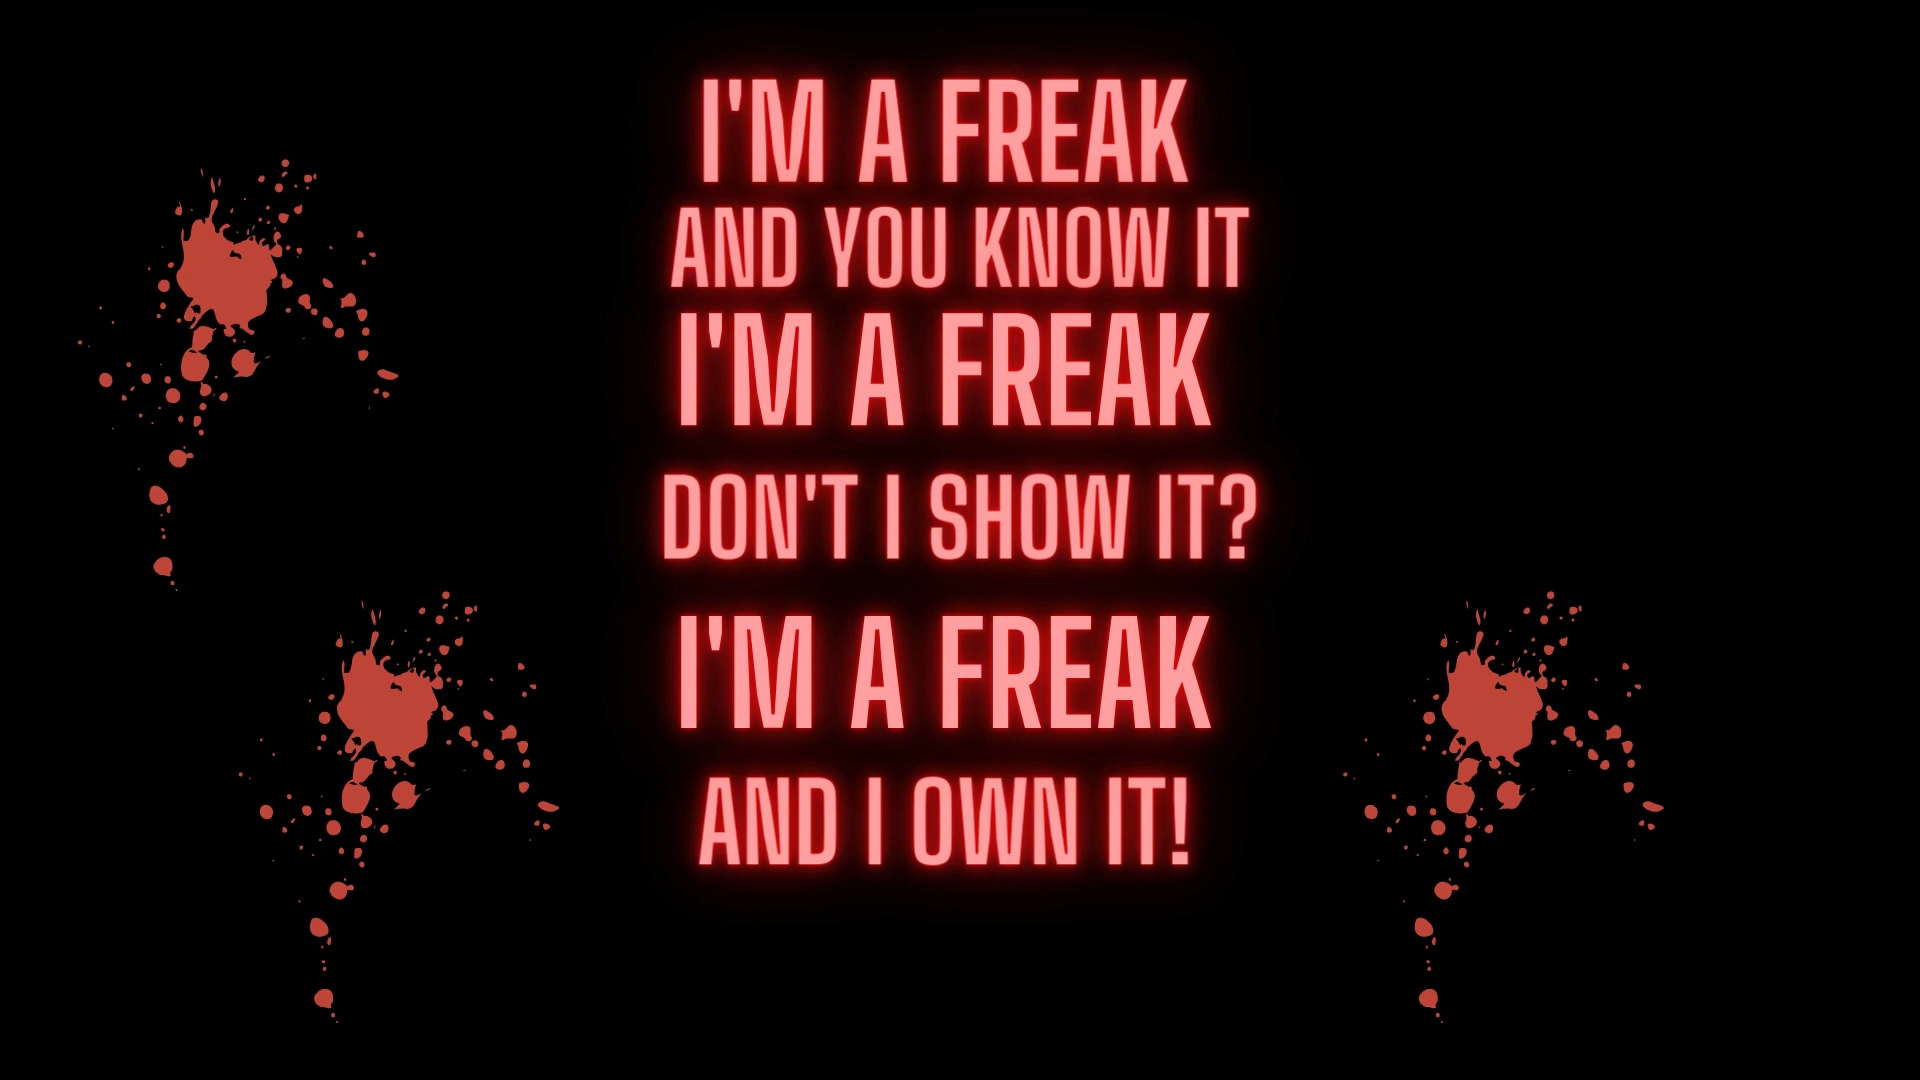 I'M A FREAK
AND YOU KNOW IT
I'M A FREAK
DON'T I SHOW IT?
I'M A FREAK
AND I OWN IT!